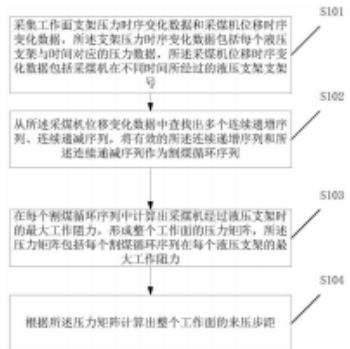 S101
采集工作面支架压力时序变化数据和采煤机位移时序
变化数据，所述支架压力时序变化数据包括每个液压
支架与时间对应的压力数据，所述采煤机位移时序变
化数据包括采煤机在不同时间所经过的液压支架支架
号
S102
从所述采煤机位移变化数据中查找出多个连续递增序
列、连续递减序列，将有效的所述连续递增序列和所
述连续递减序列作为割煤循环序列
S103
在每个割煤循环序列中计算出采煤机经过液压支架时
的最大工作阻力，形成整个工作面的压力矩阵，所述
压力矩阵包括每个割煤循环序列在每个液压支架的最
大工作阻力
S104
根据所述压力矩阵计算出整个工作面的来压步距